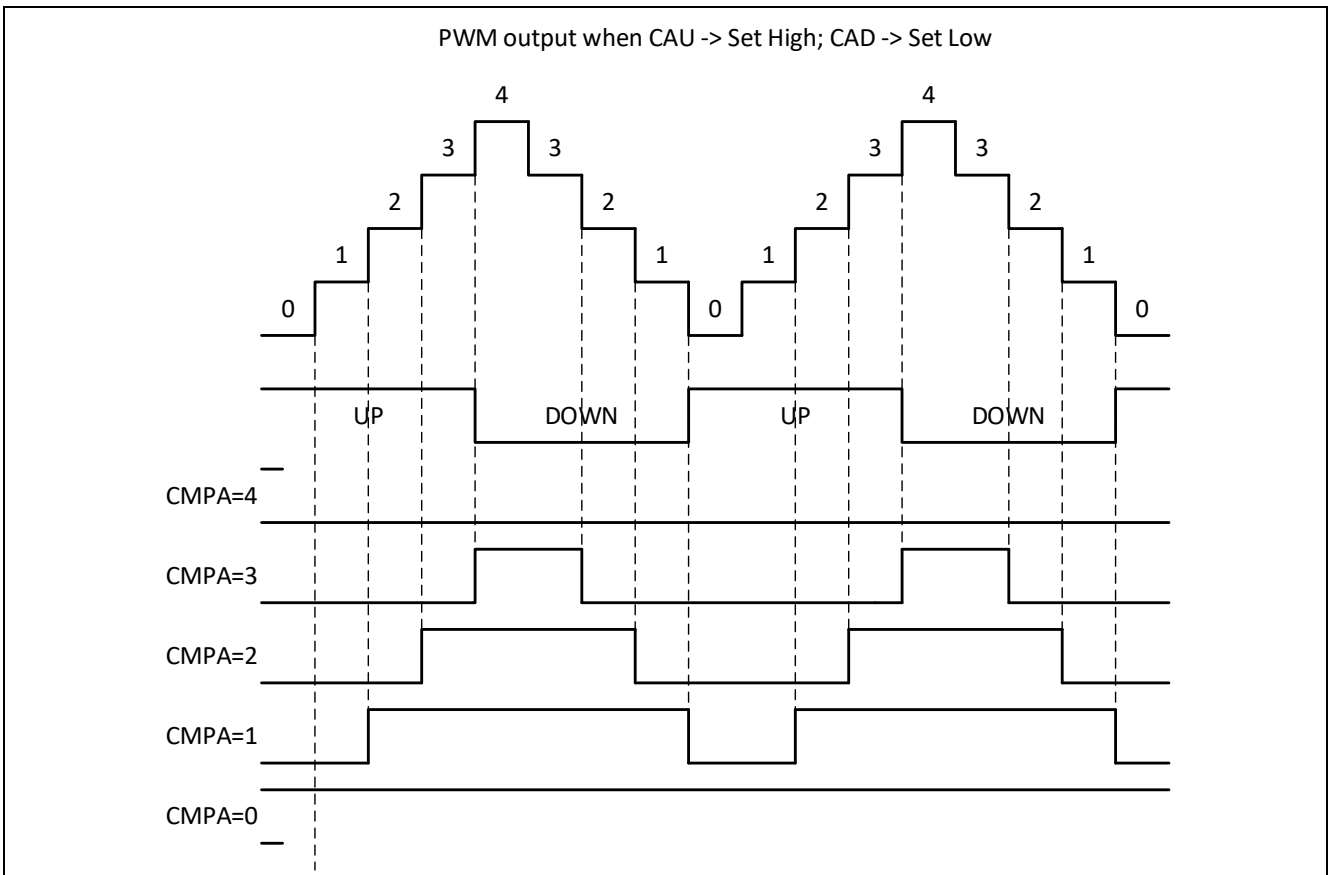 PWM output when CAU -> Set High; CAD -> Set Low
4 4
3 3 3 3
2 2 2 2
1 1 1 1
0 0 0
UP DOWN UP DOWN
CMPA=4
CMPA=3
CMPA=2
CMPA=1
CMPA=0